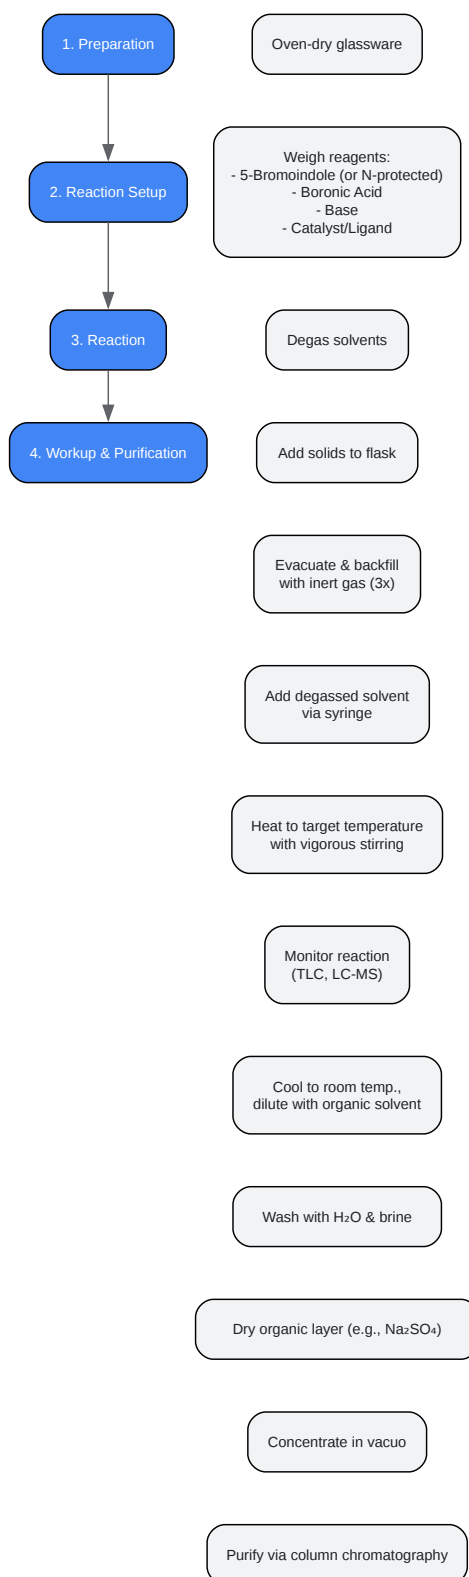 1. Preparation
Oven-dry glassware
2. Reaction Setup
Weigh reagents:
- 5-Bromoindole (or N-protected)
- Boronic Acid
- Base
- Catalyst/Ligand
3. Reaction
Degas solvents
4. Workup & Purification
Add solids to flask
Evacuate & backfill
with inert gas (3x)
Add degassed solvent
via syringe
Heat to target temperature
with vigorous stirring
Monitor reaction
(TLC, LC-MS)
Cool to room temp.,
dilute with organic solvent
Wash with H₂O & brine
Dry organic layer (e.g., Na₂SO₄)
Concentrate in vacuo
Purify via column chromatography